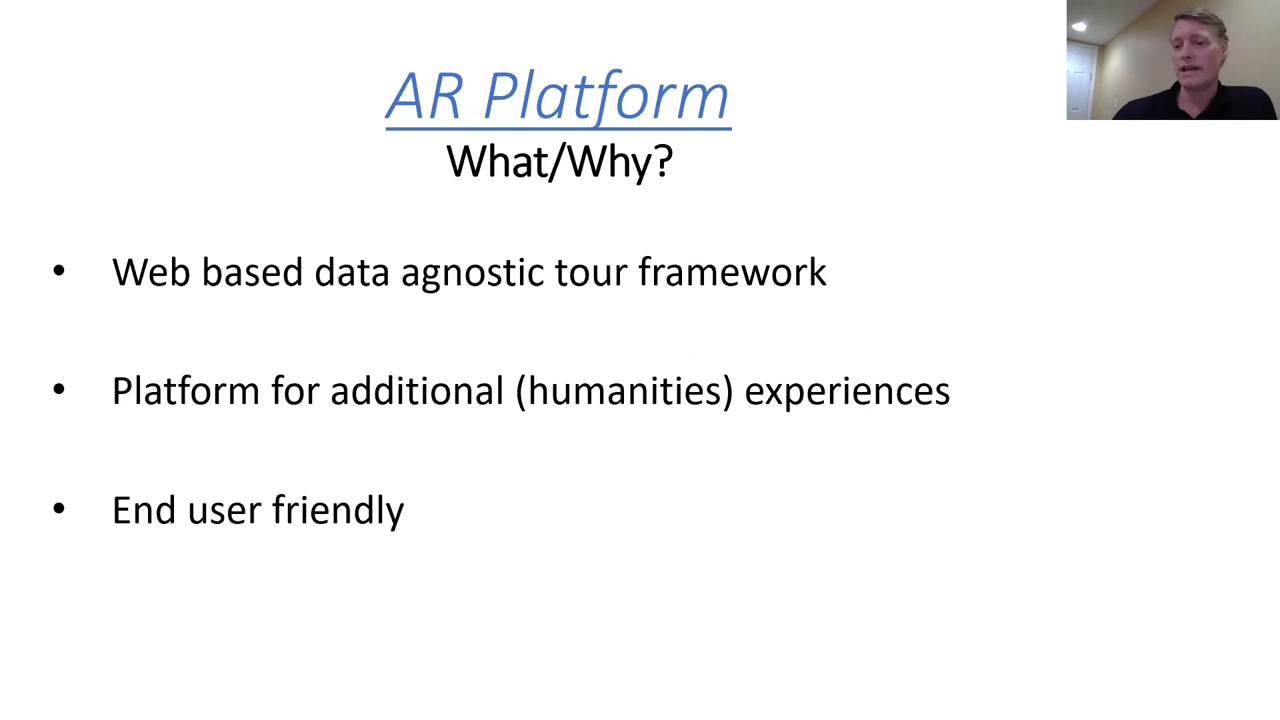 AR Platform
What/Why?
• Web based data agnostic tour framework
• Platform for additional (humanities) experiences
• End user friendly